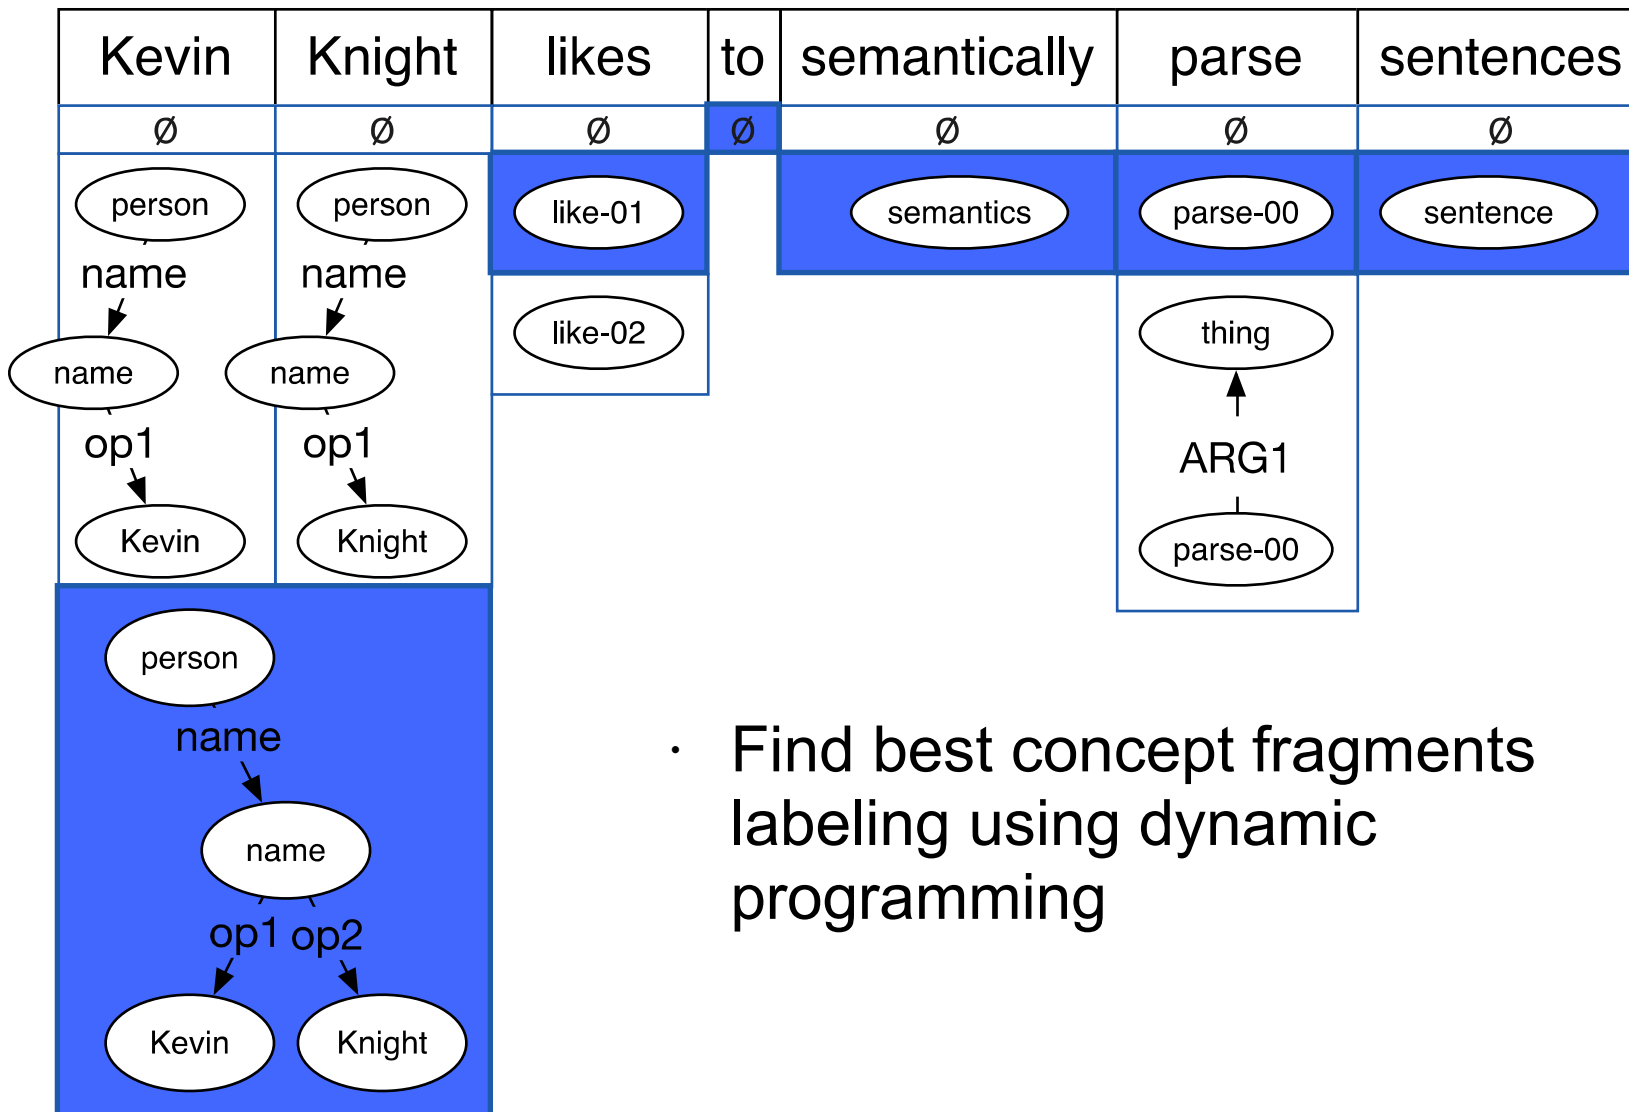 Kevin Knight likes to semantically parse sentences
Ø Ø Ø Ø Ø Ø Ø
person person like-01 semantics parse-00 sentence
name name
like-02 thing
name name
op1 op1 ARG1
Kevin Knight parse-00
person
name
name
op1 op2
Kevin Knight
· Find best concept fragments
labeling using dynamic
programming